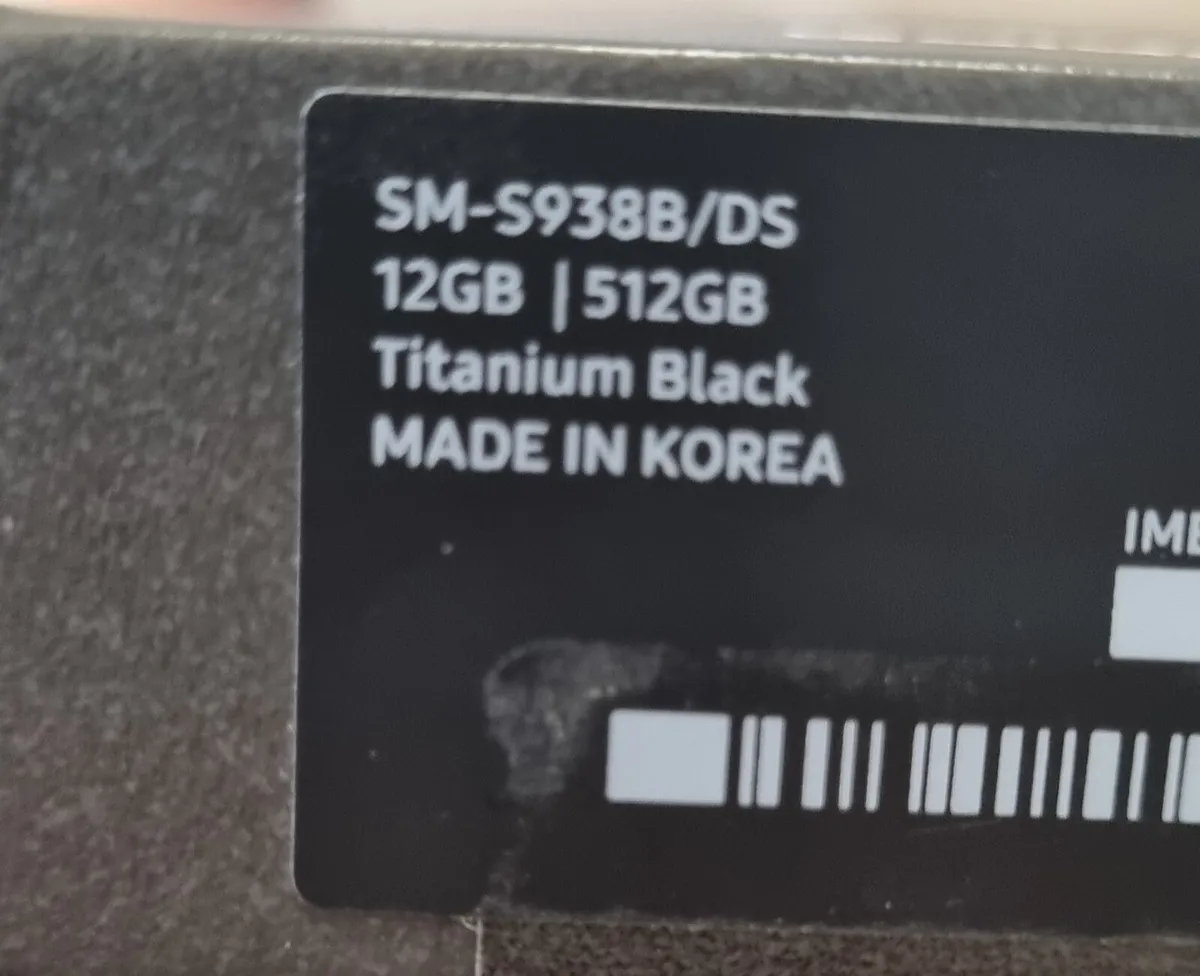 SM-S938B/DS
12GB | 512GB
Titanium Black
MADE IN KOREA